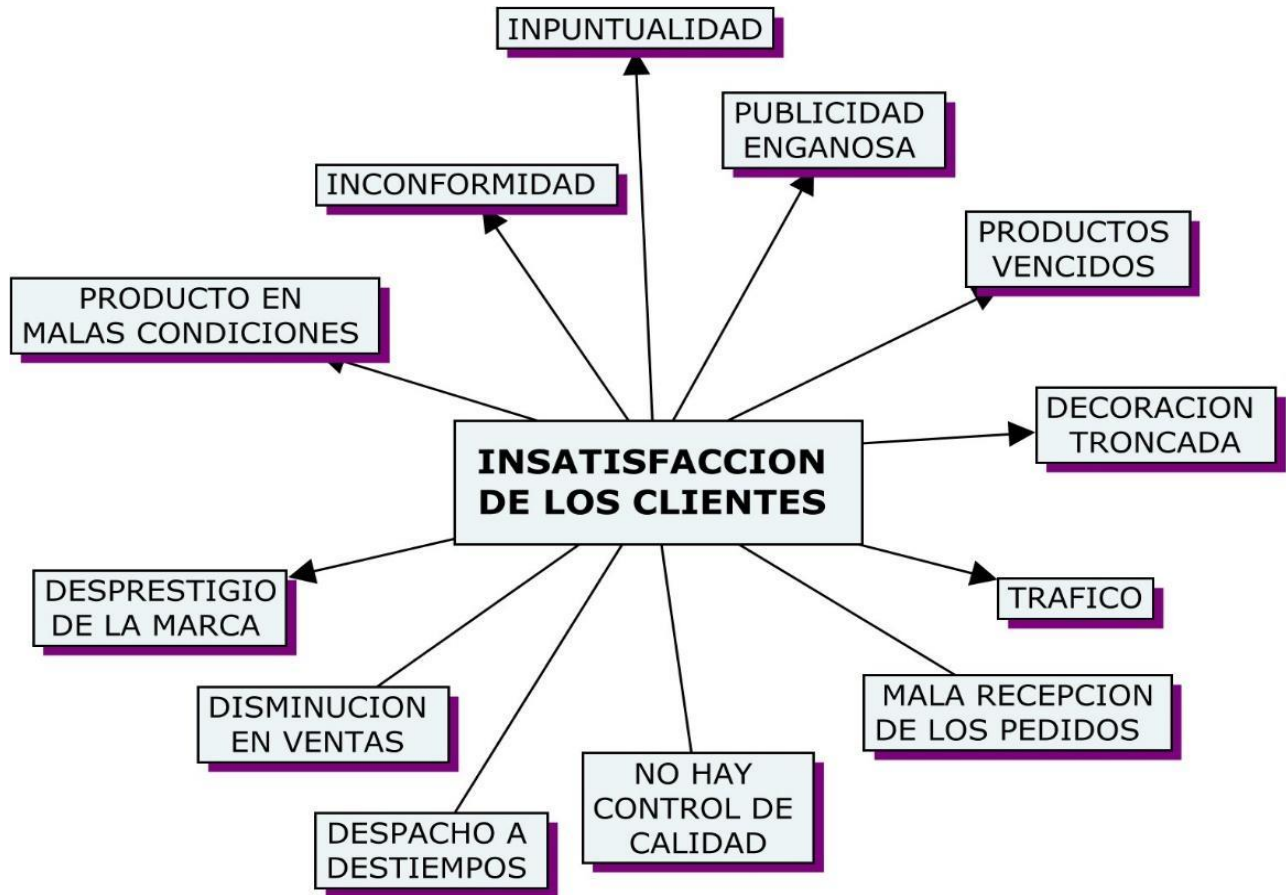 INPUNTUALIDAD
PUBLICIDAD
ENGANOSA
INCONFORMIDAD
PRODUCTOS
VENCIDOS
PRODUCTO EN
MALAS CONDICIONES
DECORACION
TRONCADA
INSATISFACCION
DE LOS CLIENTES
DESPRESTIGIO
DE LA MARCA
TRAFICO
DISMINUCION
EN VENTAS
MALA RECEPCION
DE LOS PEDIDOS
NO HAY
CONTROL DE
CALIDAD
DESPACHO A
DESTIEMPOS